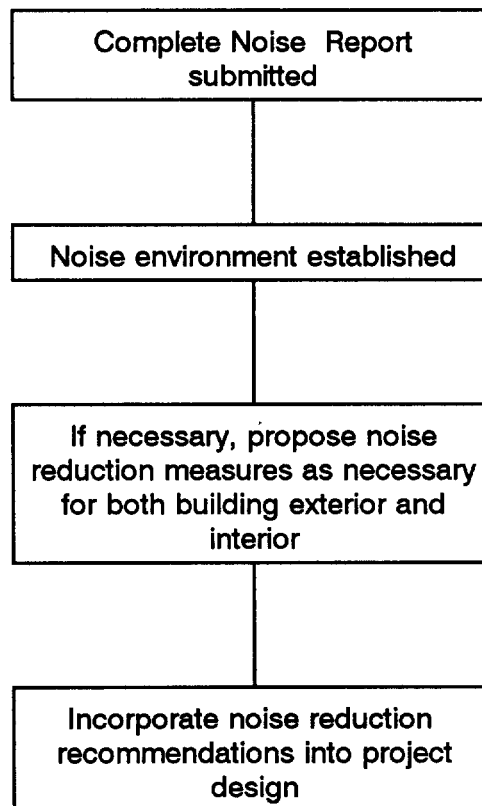 Complete Noise Report
submitted
Noise environment established
If necessary, propose noise
reduction measures as necessary
for both building exterior and
interior
Incorporate noise reduction
recommendations into project
design